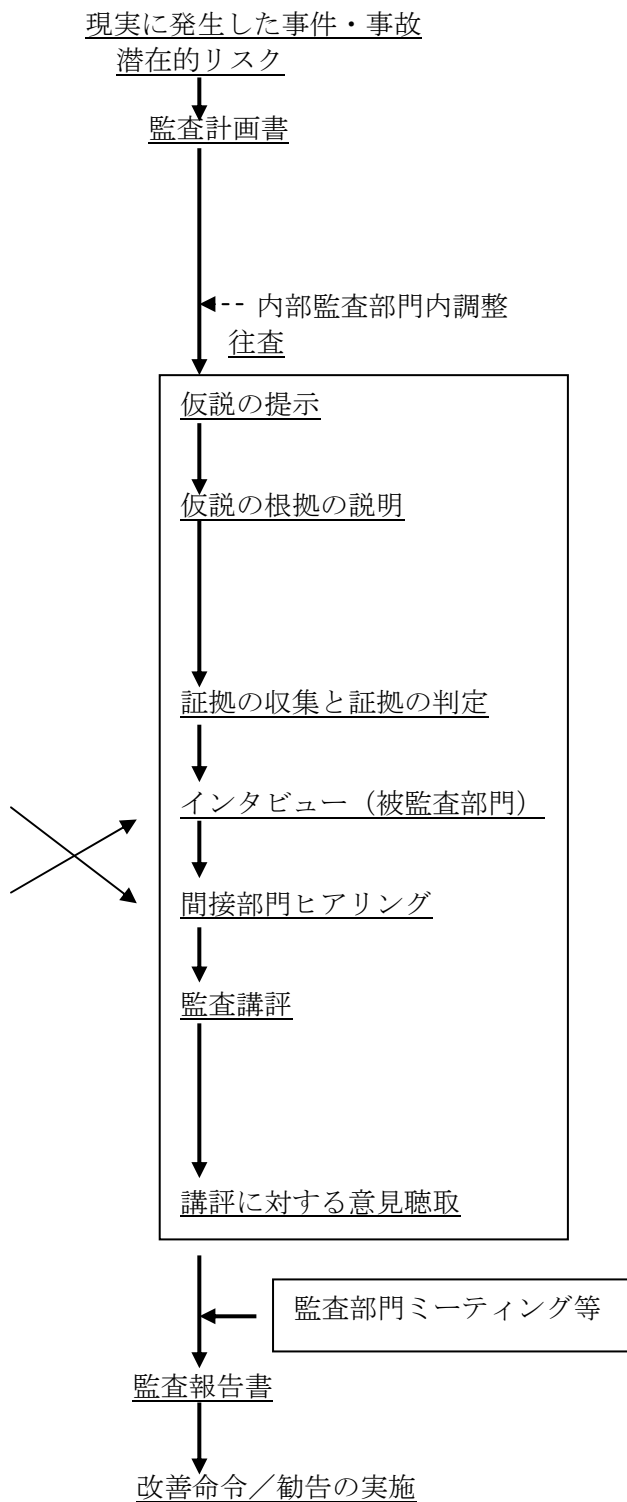 現実に発生した事件・事故
潜在的リスク
監査計画書
内部監査部門内調整
往査
仮説の提示
仮説の根拠の説明
証拠の収集と証拠の判定
インタビュー（被監査部門）
間接部門ヒアリング
監査講評
講評に対する意見聴取
監査部門ミーティング等
監査報告書
改善命令／勧告の実施